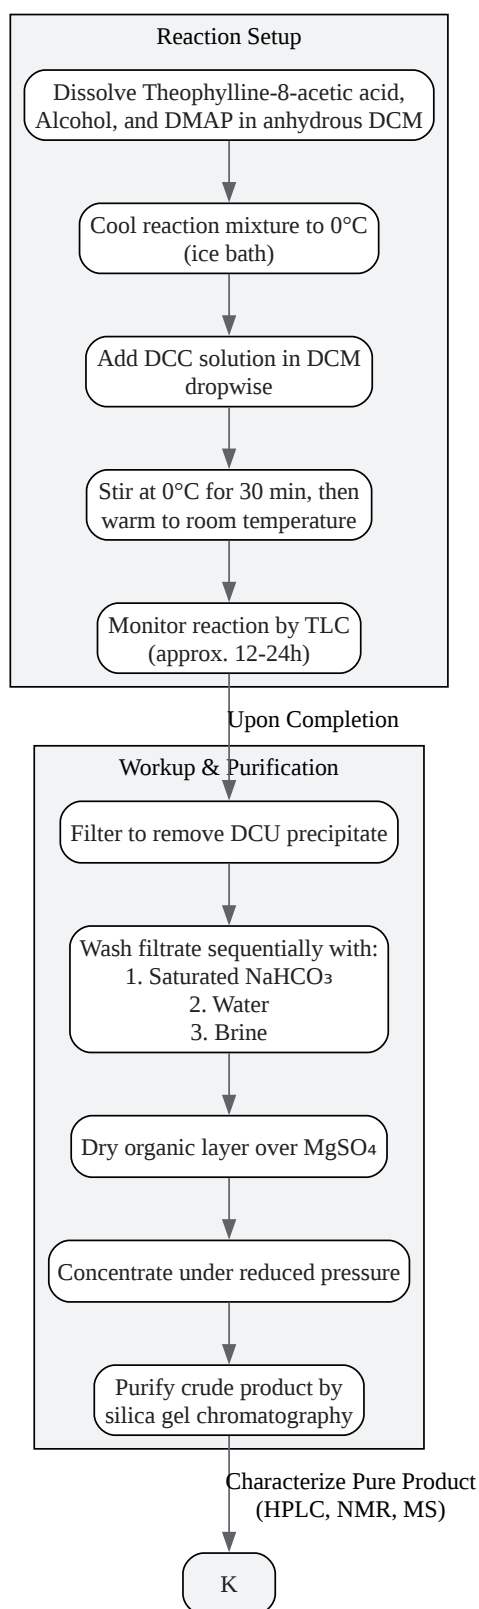 Reaction Setup
Dissolve Theophylline-8-acetic acid,
Alcohol, and DMAP in anhydrous DCM
Cool reaction mixture to 0°C
(ice bath)
Add DCC solution in DCM
dropwise
Stir at 0°C for 30 min, then
warm to room temperature
Monitor reaction by TLC
(approx. 12-24h)
Upon Completion
Workup & Purification
Filter to remove DCU precipitate
Wash filtrate sequentially with:
1. Saturated NaHCO₃
2. Water
3. Brine
Dry organic layer over MgSO₄
Concentrate under reduced pressure
Purify crude product by
silica gel chromatography
Characterize Pure Product
(HPLC, NMR, MS)
K